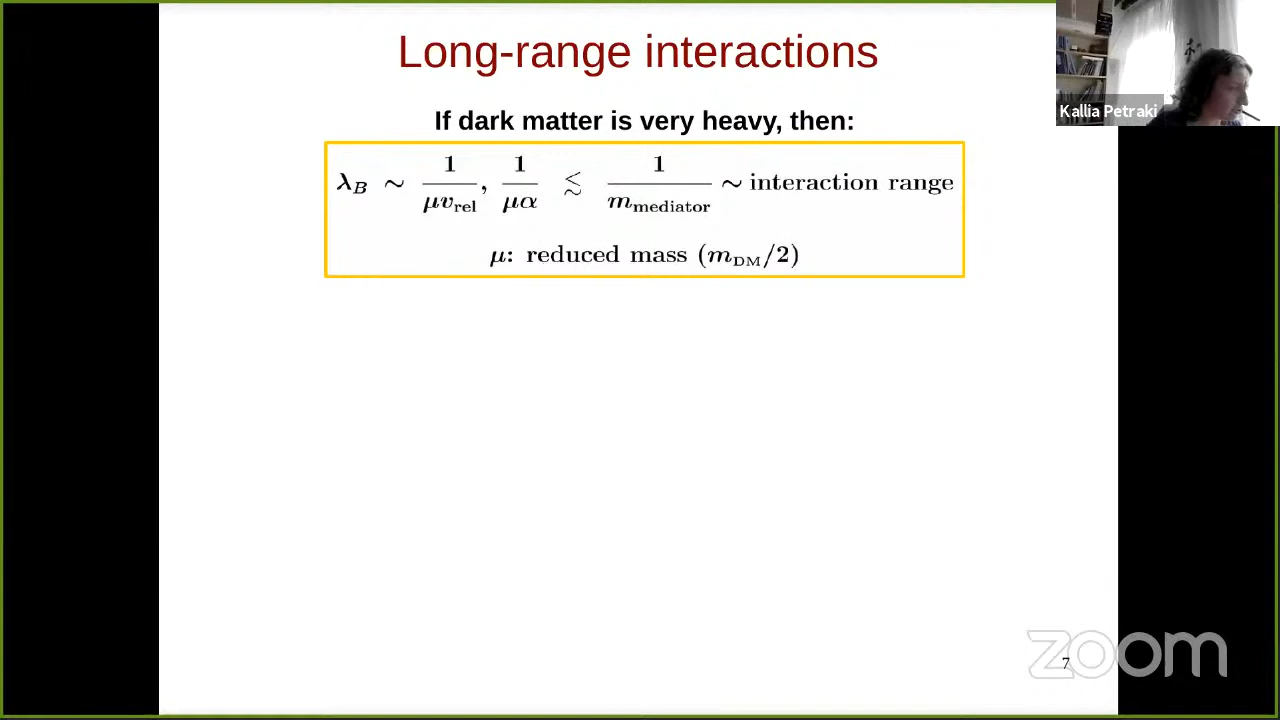 Long-range interactions
Kallia Petraki
If dark matter is very heavy, then:
λ_B ∼ 1/(μv_rel), 1/(μα) ≲ 1/m_mediator ∼ interaction range
μ: reduced mass (m_DM/2)
7
zoom